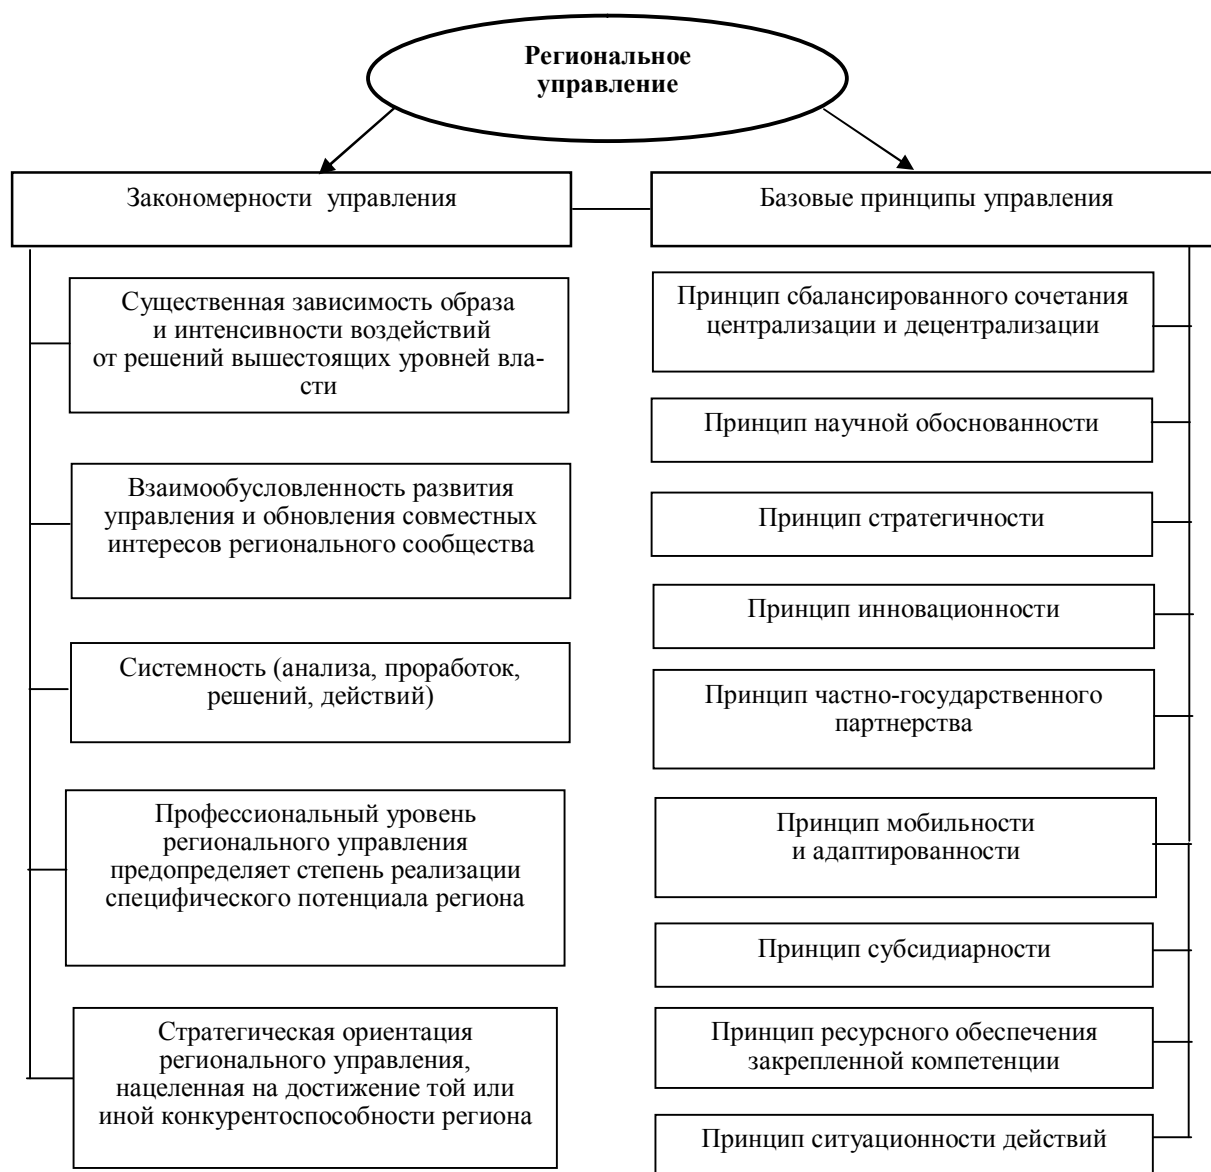 Региональное
управление
Закономерности управления
Базовые принципы управления
Существенная зависимость образа
и интенсивности воздействий
от решений вышестоящих уровней вла-
сти
Взаимообусловленность развития
управления и обновления совместных
интересов регионального сообщества
Системность (анализа, проработок,
решений, действий)
Профессиональный уровень
регионального управления
предопределяет степень реализации
специфического потенциала региона
Стратегическая ориентация
регионального управления,
нацеленная на достижение той или
иной конкурентоспособности региона
Принцип сбалансированного сочетания
централизации и децентрализации
Принцип научной обоснованности
Принцип стратегичности
Принцип инновационности
Принцип частно-государственного
партнерства
Принцип мобильности
и адаптированности
Принцип субсидиарности
Принцип ресурсного обеспечения
закрепленной компетенции
Принцип ситуационности действий